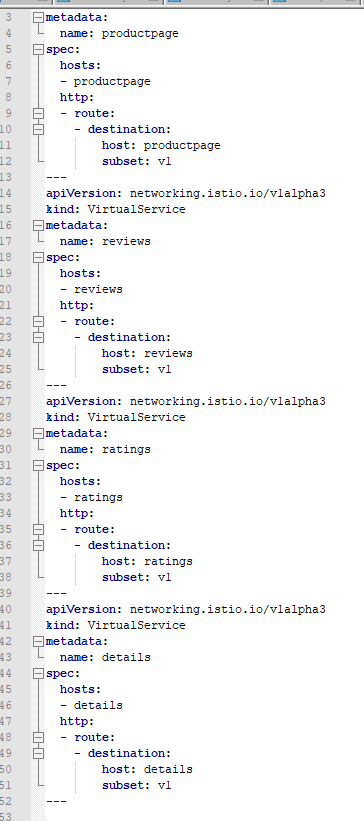 3 metadata:
4   name: productpage
5 spec:
6   hosts:
7   - productpage
8   http:
9   - route:
10     - destination:
11         host: productpage
12         subset: v1
13 ---
14 apiVersion: networking.istio.io/v1alpha3
15 kind: VirtualService
16 metadata:
17   name: reviews
18 spec:
19   hosts:
20   - reviews
21   http:
22   - route:
23     - destination:
24         host: reviews
25         subset: v1
26 ---
27 apiVersion: networking.istio.io/v1alpha3
28 kind: VirtualService
29 metadata:
30   name: ratings
31 spec:
32   hosts:
33   - ratings
34   http:
35   - route:
36     - destination:
37         host: ratings
38         subset: v1
39 ---
40 apiVersion: networking.istio.io/v1alpha3
41 kind: VirtualService
42 metadata:
43   name: details
44 spec:
45   hosts:
46   - details
47   http:
48   - route:
49     - destination:
50         host: details
51         subset: v1
52 ---
53